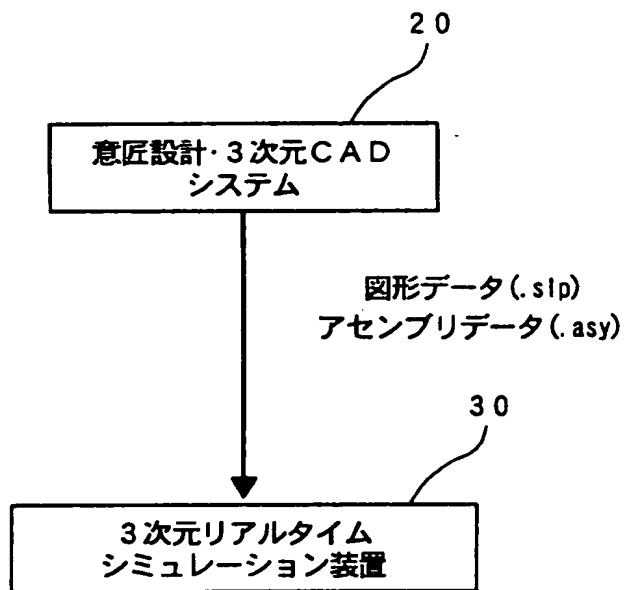 20
意匠設計・3次元CAD
システム
図形データ(.slp)
アセンブリデータ(.asy)
30
3次元リアルタイム
シミュレーション装置